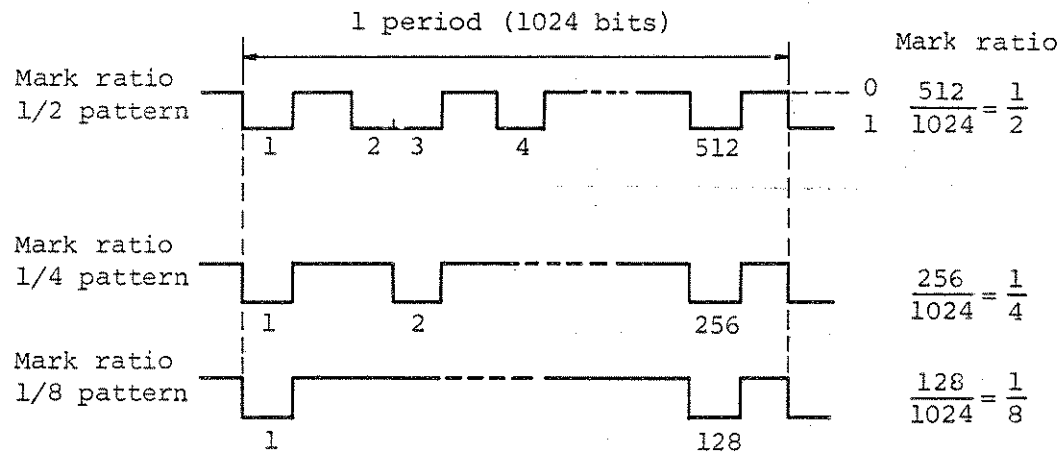 1 period (1024 bits)
Mark ratio
Mark ratio
1/2 pattern
0
1
512/1024 = 1/2
1 2 3 4 512
Mark ratio
1/4 pattern
256/1024 = 1/4
1 2 256
Mark ratio
1/8 pattern
128/1024 = 1/8
1 128